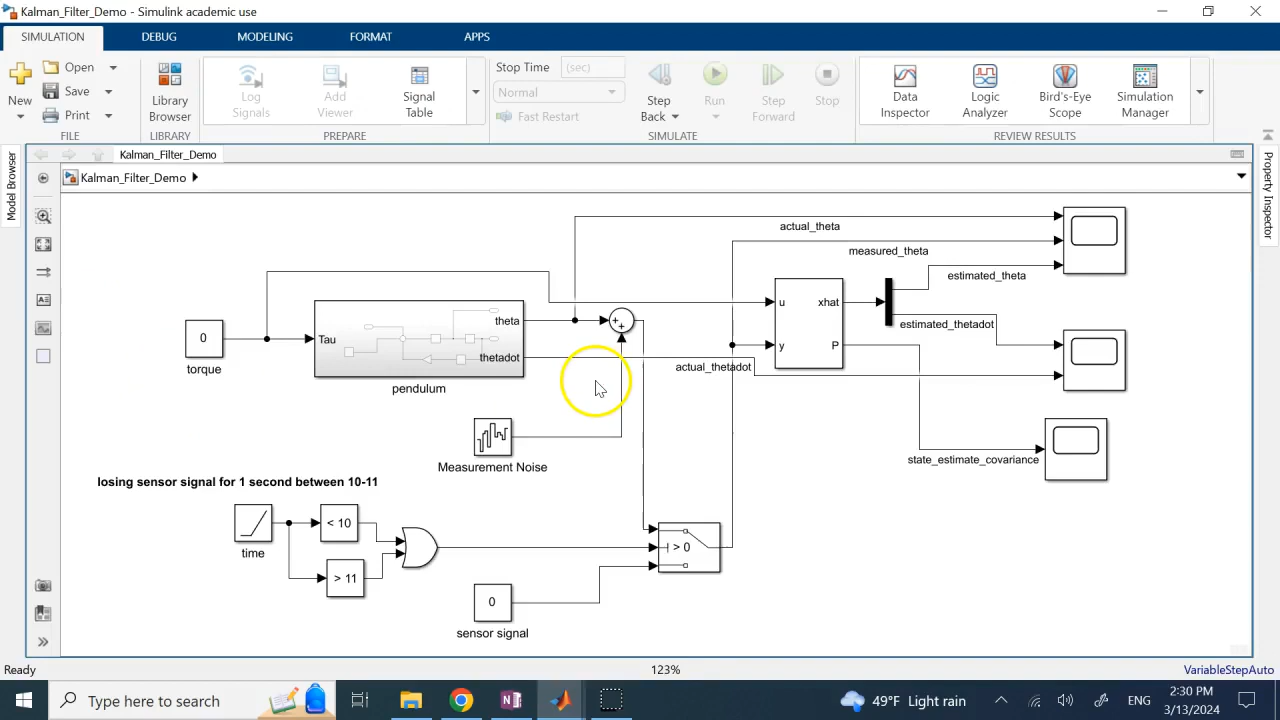 Kalman_Filter_Demo - Simulink academic use
SIMULATION DEBUG MODELING FORMAT APPS
New
Open
Save
Print
FILE
Library
Browser
LIBRARY
Log
Signals
Add
Viewer
Signal
Table
PREPARE
Stop Time (sec)
Normal
Fast Restart
Step
Back
Run
Step
Forward
Stop
SIMULATE
Data
Inspector
Logic
Analyzer
Bird's-Eye
Scope
Simulation
Manager
REVIEW RESULTS
Model Browser
Property Inspector
Kalman_Filter_Demo
Kalman_Filter_Demo
actual_theta
measured_theta
estimated_theta
estimated_thetadot
actual_thetadot
state_estimate_covariance
0
torque
Tau
theta
thetadot
pendulum
+
+
u
y
xhat
P
Measurement Noise
losing sensor signal for 1 second between 10-11
time
< 10
> 11
> 0
0
sensor signal
Ready
123%
VariableStepAuto
Type here to search
49°F Light rain
ENG
2:30 PM
3/13/2024